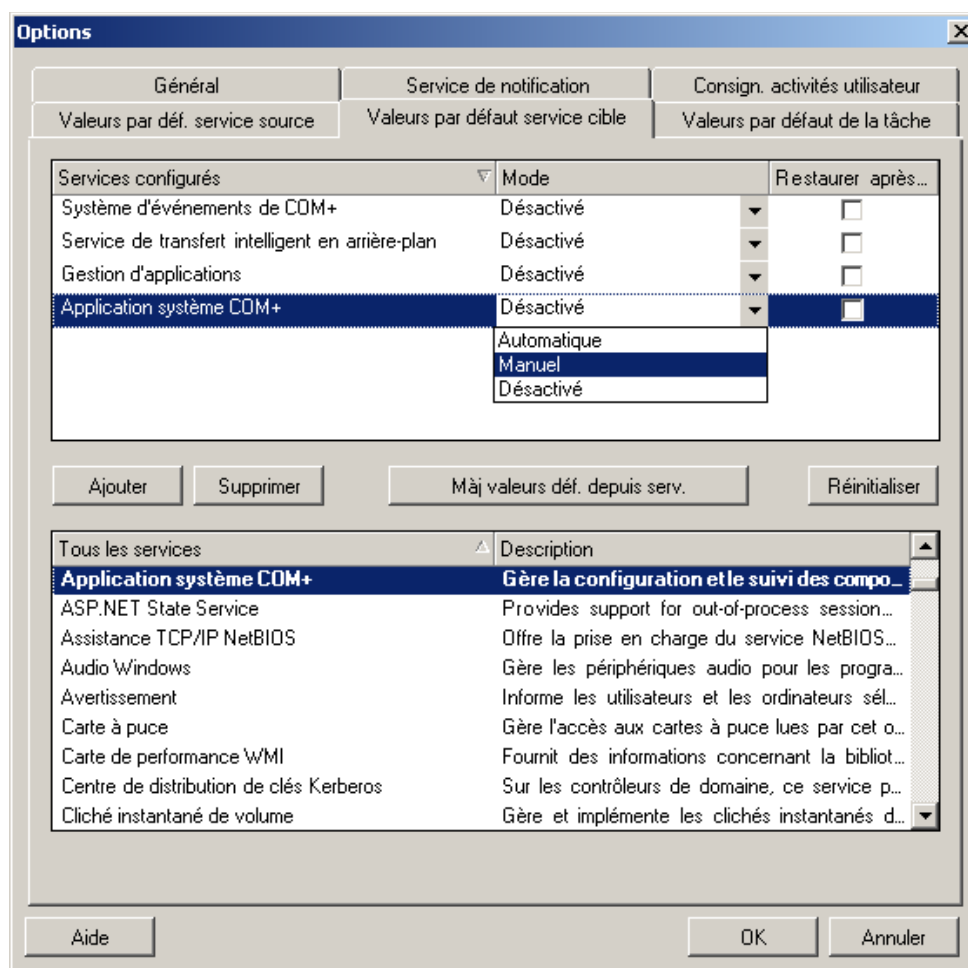 Options
Général Service de notification Consign. activités utilisateur
Valeurs par déf. service source Valeurs par défaut service cible Valeurs par défaut de la tâche
Services configurés Mode Restaurer après...
Système d'événements de COM+ Désactivé
Service de transfert intelligent en arrière-plan Désactivé
Gestion d'applications Désactivé
Application système COM+ Désactivé
Automatique
Manuel
Désactivé
Ajouter Supprimer Màj valeurs déf. depuis serv. Réinitialiser
Tous les services Description
Application système COM+ Gère la configuration et le suivi des compo...
ASP.NET State Service Provides support for out-of-process session...
Assistance TCP/IP NetBIOS Offre la prise en charge du service NetBIOS...
Audio Windows Gère les périphériques audio pour les progra...
Avertissement Informe les utilisateurs et les ordinateurs sél...
Carte à puce Gère l'accès aux cartes à puce lues par cet o...
Carte de performance WMI Fournit des informations concernant la bibliot...
Centre de distribution de clés Kerberos Sur les contrôleurs de domaine, ce service p...
Cliché instantané de volume Gère et implémente les clichés instantanés d...
Aide OK Annuler